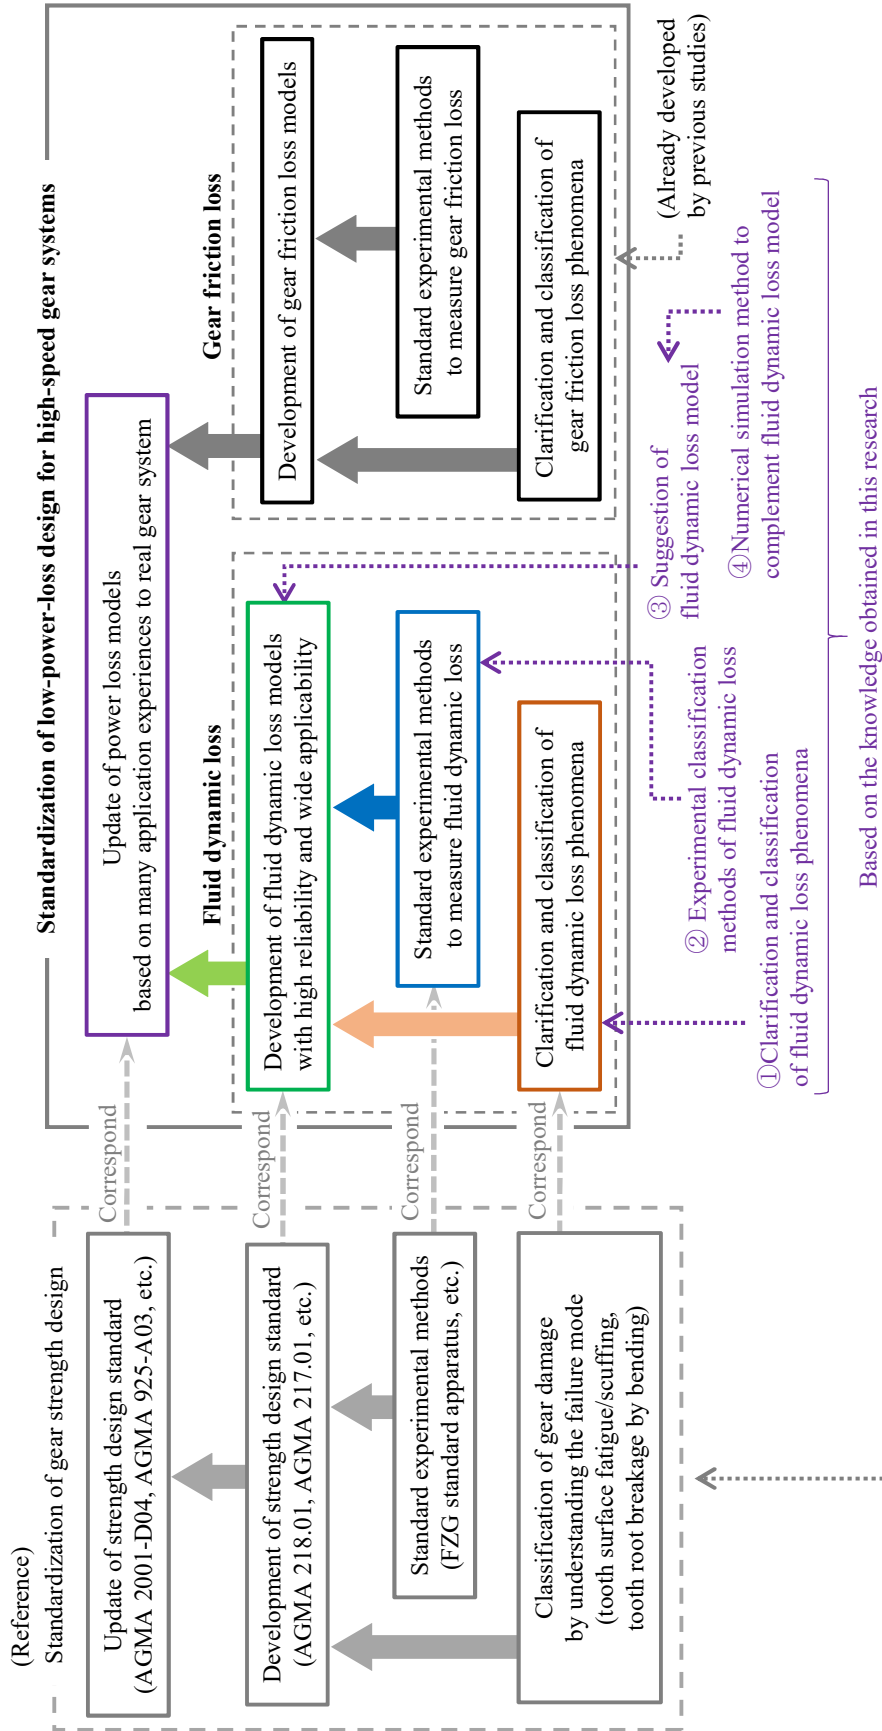 (Reference)
Standardization of gear strength design
Update of strength design standard
(AGMA 2001-D04, AGMA 925-A03, etc.)
Development of strength design standard
(AGMA 218.01, AGMA 217.01, etc.)
Standard experimental methods
(FZG standard apparatus, etc.)
Classification of gear damage
by understanding the failure mode
(tooth surface fatigue/scuffing,
tooth root breakage by bending)
Correspond
Correspond
Correspond
Correspond
Standardization of low-power-loss design for high-speed gear systems
Update of power loss models
based on many application experiences to real gear system
Fluid dynamic loss
Development of fluid dynamic loss models
with high reliability and wide applicability
Standard experimental methods
to measure fluid dynamic loss
Clarification and classification of
fluid dynamic loss phenomena
Gear friction loss
Development of gear friction loss models
Standard experimental methods
to measure gear friction loss
Clarification and classification of
gear friction loss phenomena
(Already developed
by previous studies)
①Clarification and classification
of fluid dynamic loss phenomena
② Experimental classification
methods of fluid dynamic loss
③ Suggestion of
fluid dynamic loss model
④Numerical simulation method to
complement fluid dynamic loss model
Based on the knowledge obtained in this research